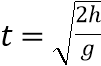 t = √(2h/g)